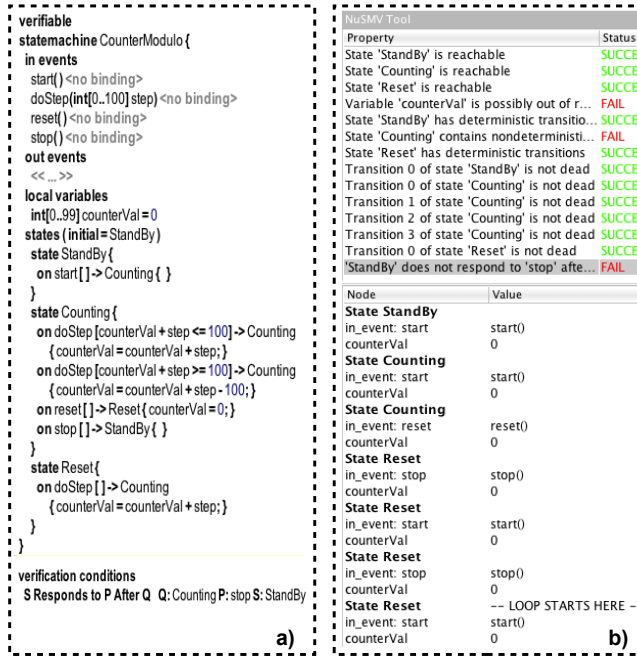 verifiable
statemachine CounterModulo {
in events
start() <no binding>
doStep(int[0..100] step) <no binding>
reset() <no binding>
stop() <no binding>
out events
<< ... >>
local variables
int[0..99] counterVal = 0
states ( initial = StandBy )
state StandBy {
on start [ ] -> Counting { }
}
state Counting {
on doStep [counterVal + step <= 100] -> Counting
{ counterVal = counterVal + step; }
on doStep [counterVal + step >= 100] -> Counting
{ counterVal = counterVal + step - 100; }
on reset [ ] -> Reset { counterVal = 0; }
on stop [ ] -> StandBy { }
}
state Reset {
on doStep [ ] -> Counting
{ counterVal = counterVal + step; }
}
}
verification conditions
S Responds to P After Q Q: Counting P: stop S: StandBy
a)
NuSMV Tool
Property Status
State 'StandBy' is reachable SUCCE
State 'Counting' is reachable SUCCE
State 'Reset' is reachable SUCCE
Variable 'counterVal' is possibly out of r... FAIL
State 'StandBy' has deterministic transitio... SUCCE
State 'Counting' contains nondeterministi... FAIL
State 'Reset' has deterministic transitions SUCCE
Transition 0 of state 'StandBy' is not dead SUCCE
Transition 0 of state 'Counting' is not dead SUCCE
Transition 1 of state 'Counting' is not dead SUCCE
Transition 2 of state 'Counting' is not dead SUCCE
Transition 3 of state 'Counting' is not dead SUCCE
Transition 0 of state 'Reset' is not dead SUCCE
'StandBy' does not respond to 'stop' afte... FAIL
Node Value
State StandBy
in_event: start start()
counterVal 0
State Counting
in_event: start start()
counterVal 0
State Counting
in_event: reset reset()
counterVal 0
State Reset
in_event: stop stop()
counterVal 0
State Reset
in_event: start start()
counterVal 0
State Reset
in_event: stop stop()
counterVal 0
State Reset -- LOOP STARTS HERE -
in_event: start start()
counterVal 0
b)